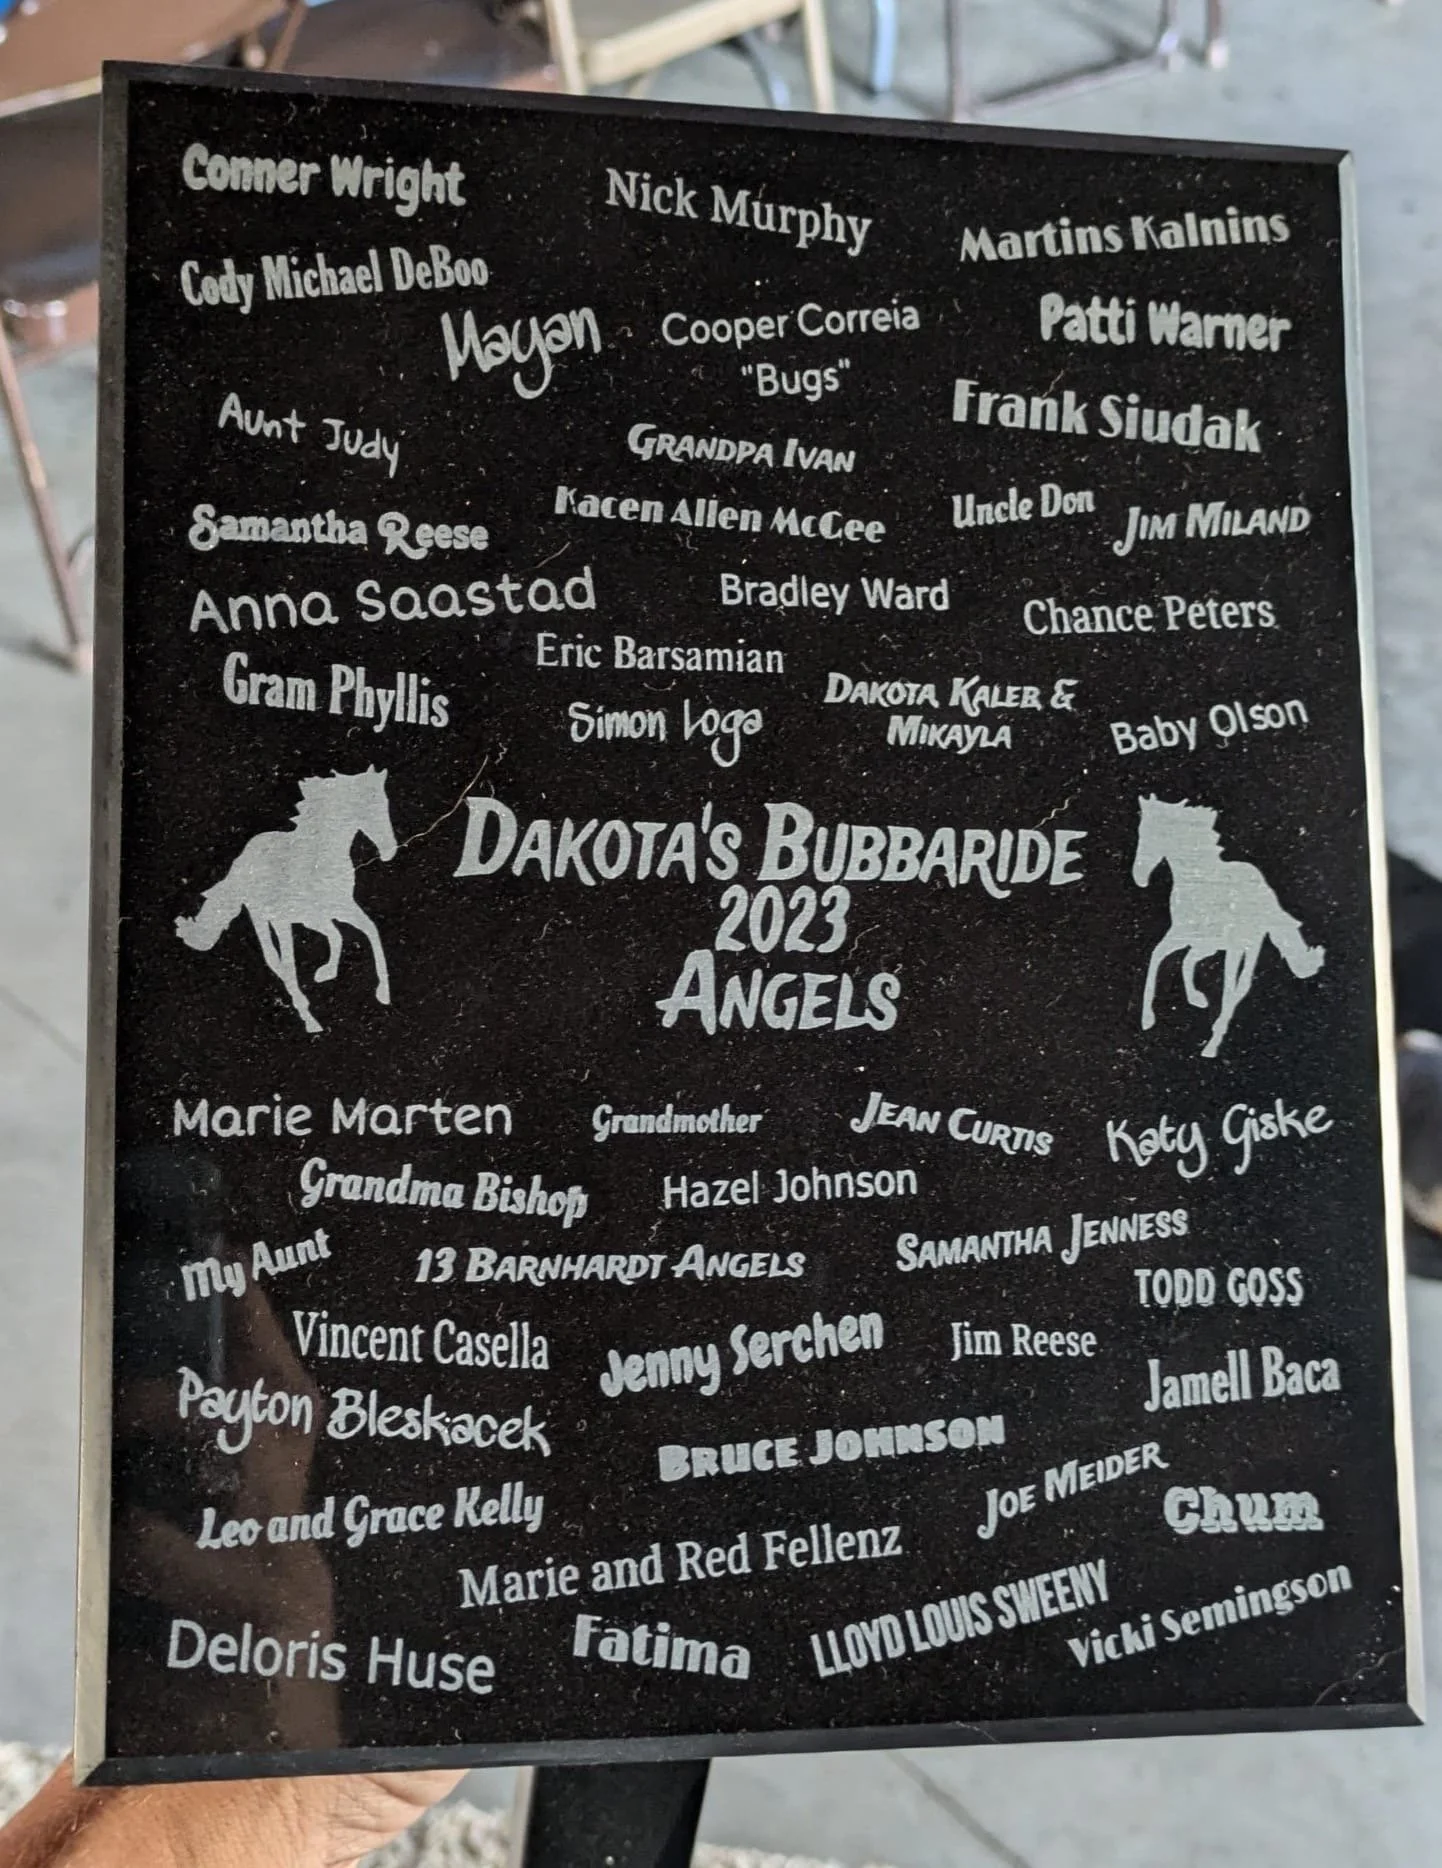 Conner Wright
Nick Murphy
Martins Kalnins
Cody Michael DeBoo
Mayan
Cooper Correia
"Bugs"
Patti Warner
Aunt Judy
GRANDPA IVAN
Frank Siudak
Samantha Reese
Kacen Allen McGee
Uncle Don
JIM MILAND
Anna Saastad
Bradley Ward
Chance Peters
Gram Phyllis
Eric Barsamian
Simon Voga
DAKOTA KALER &
MIKAYLA
Baby Olson
DAKOTA'S BUBBARIDE
2023
ANGELS
Marie Marten
Grandmother
JEAN CURTIS
Katy Giske
Grandma Bishop
Hazel Johnson
My Aunt
13 BARNHARDT ANGELS
SAMANTHA JENNESS
TODD GOSS
Vincent Casella
Jenny Serchen
Jim Reese
Jamell Baca
Payton Bleskacek
BRUCE JOHNSON
JOE MEIDER
Chum
Leo and Grace Kelly
Marie and Red Fellenz
Deloris Huse
Fatima
LLOYD LOUIS SWEENY
Vicki Semingson